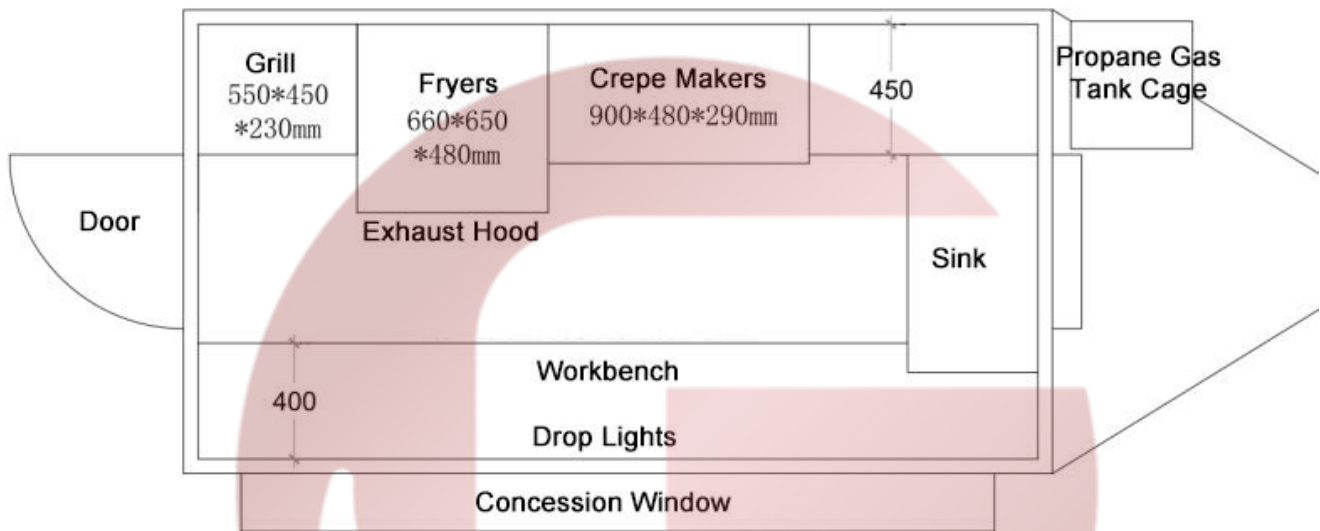 Grill
550*450
*230mm
Fryers
660*650
*480mm
Crepe Makers
900*480*290mm
450
Propane Gas
Tank Cage
Door
Exhaust Hood
Sink
Workbench
400
Drop Lights
Concession Window